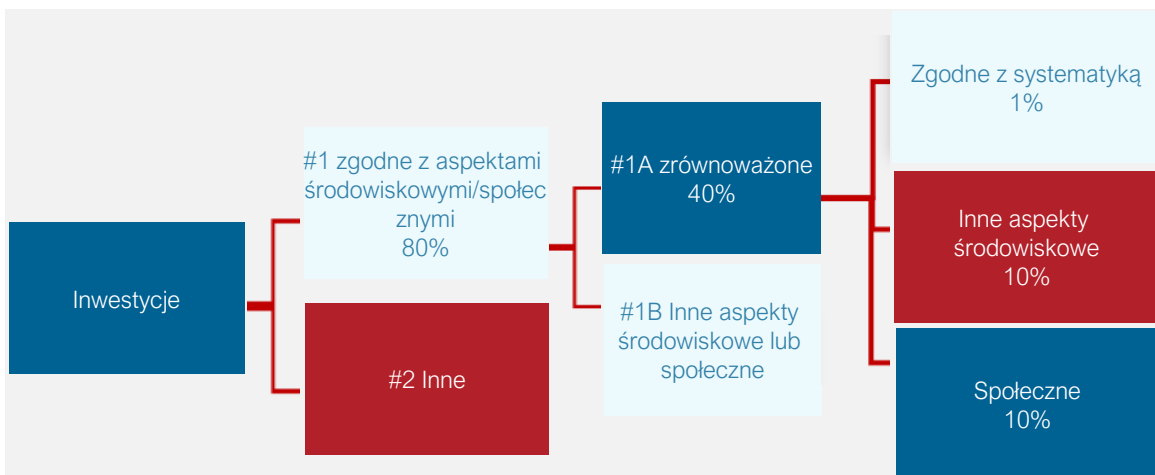 Inwestycje
#1 zgodne z aspektami
środowiskowymi/społec
znymi
80%
#2 Inne
#1A zrównoważone
40%
#1B Inne aspekty
środowiskowe lub
społeczne
Zgodne z systematyką
1%
Inne aspekty
środowiskowe
10%
Społeczne
10%